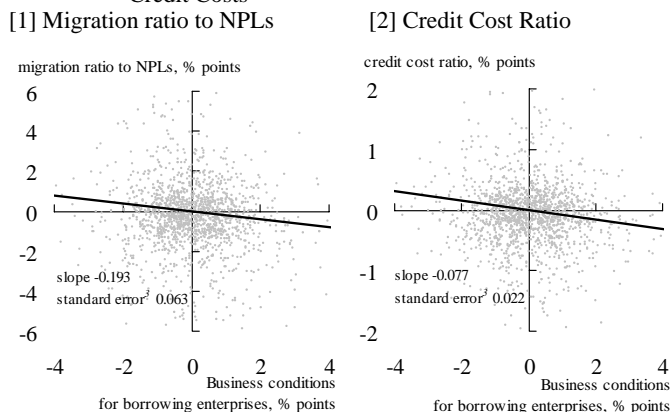 Credit Costs
[1] Migration ratio to NPLs
[2] Credit Cost Ratio
migration ratio to NPLs, % points
6
4
2
0
-2
-4
-6
slope -0.193
standard error³ 0.063
-4 -2 0 2 4
Business conditions
for borrowing enterprises, % points
credit cost ratio, % points
2
1
0
-1
-2
slope -0.077
standard error³ 0.022
-4 -2 0 2 4
Business conditions
for borrowing enterprises, % points